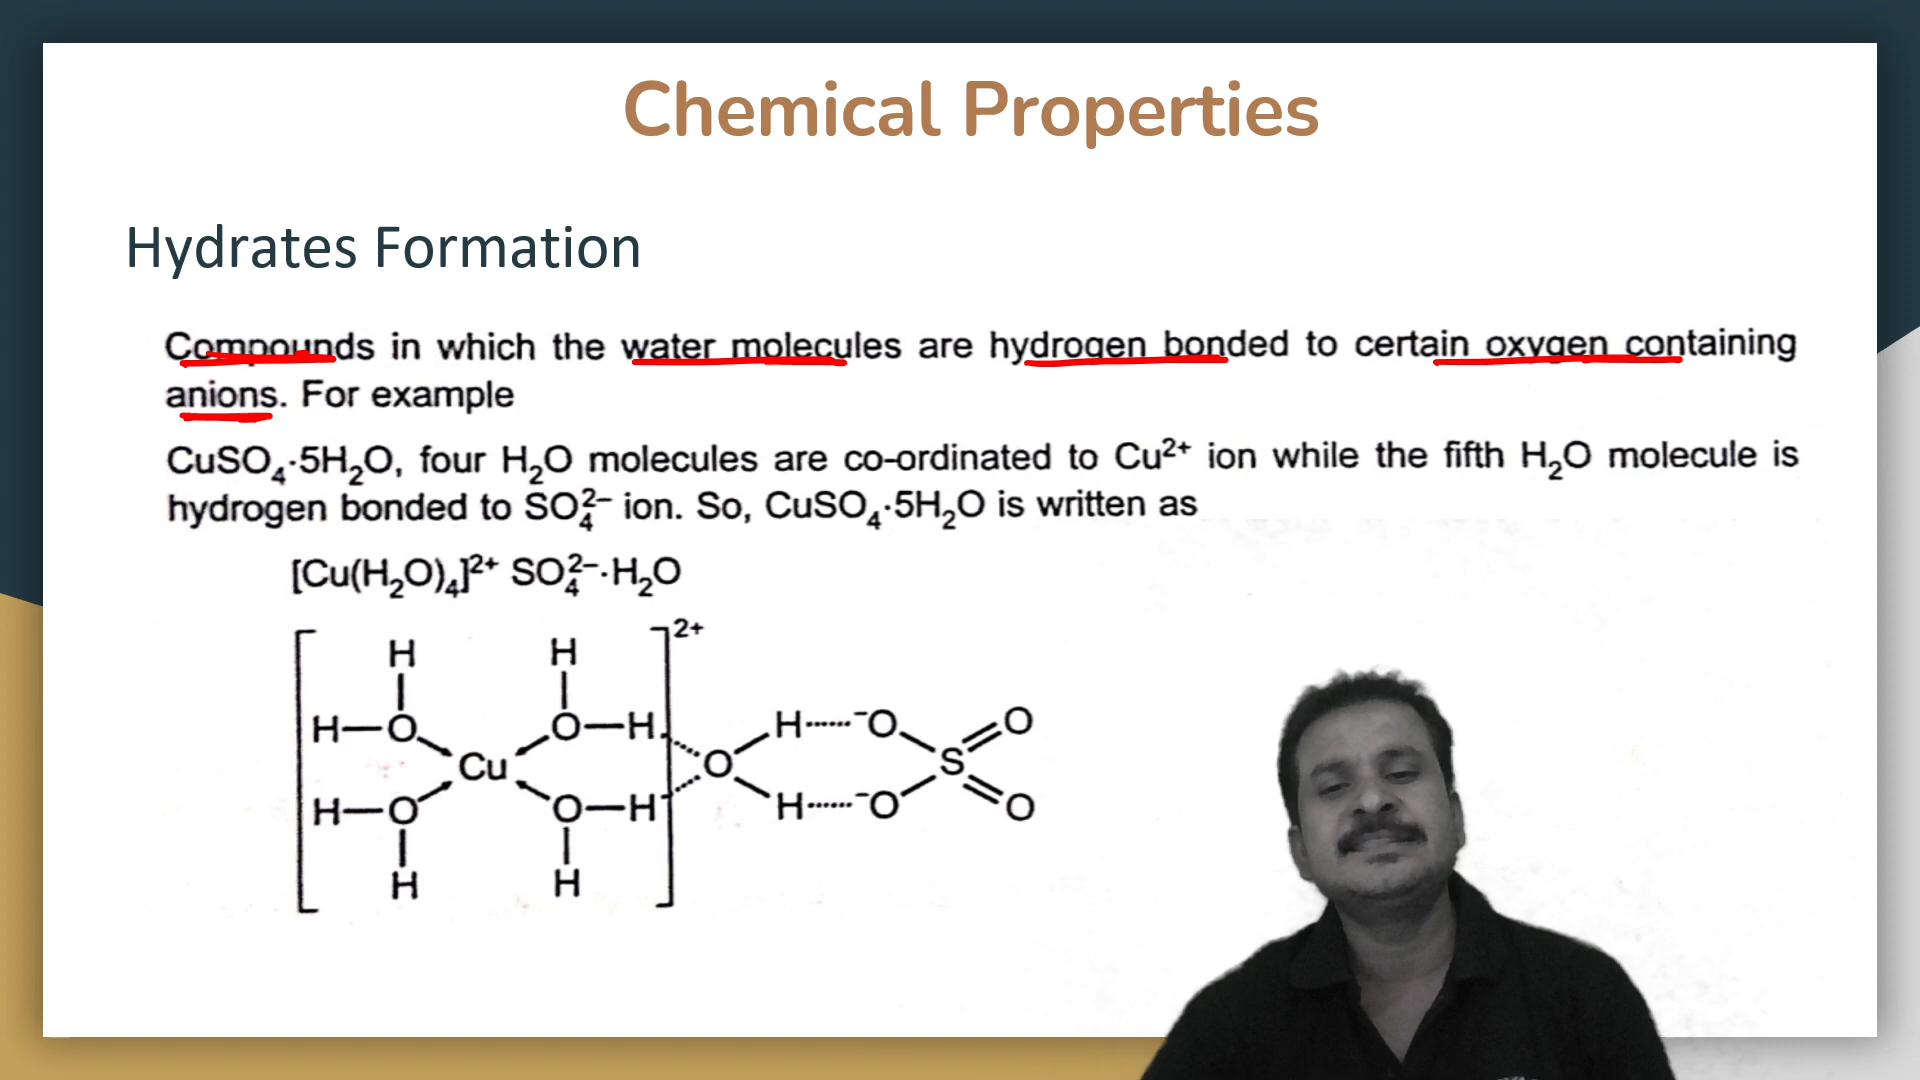 Chemical Properties
Hydrates Formation
Compounds in which the water molecules are hydrogen bonded to certain oxygen containing
anions. For example
CuSO₄·5H₂O, four H₂O molecules are co-ordinated to Cu²⁺ ion while the fifth H₂O molecule is
hydrogen bonded to SO₄²⁻ ion. So, CuSO₄·5H₂O is written as
[Cu(H₂O)₄]²⁺ SO₄²⁻·H₂O
2+
H H
H—O O—H H······⁻O O
Cu O S
H—O O—H H······⁻O O
H H